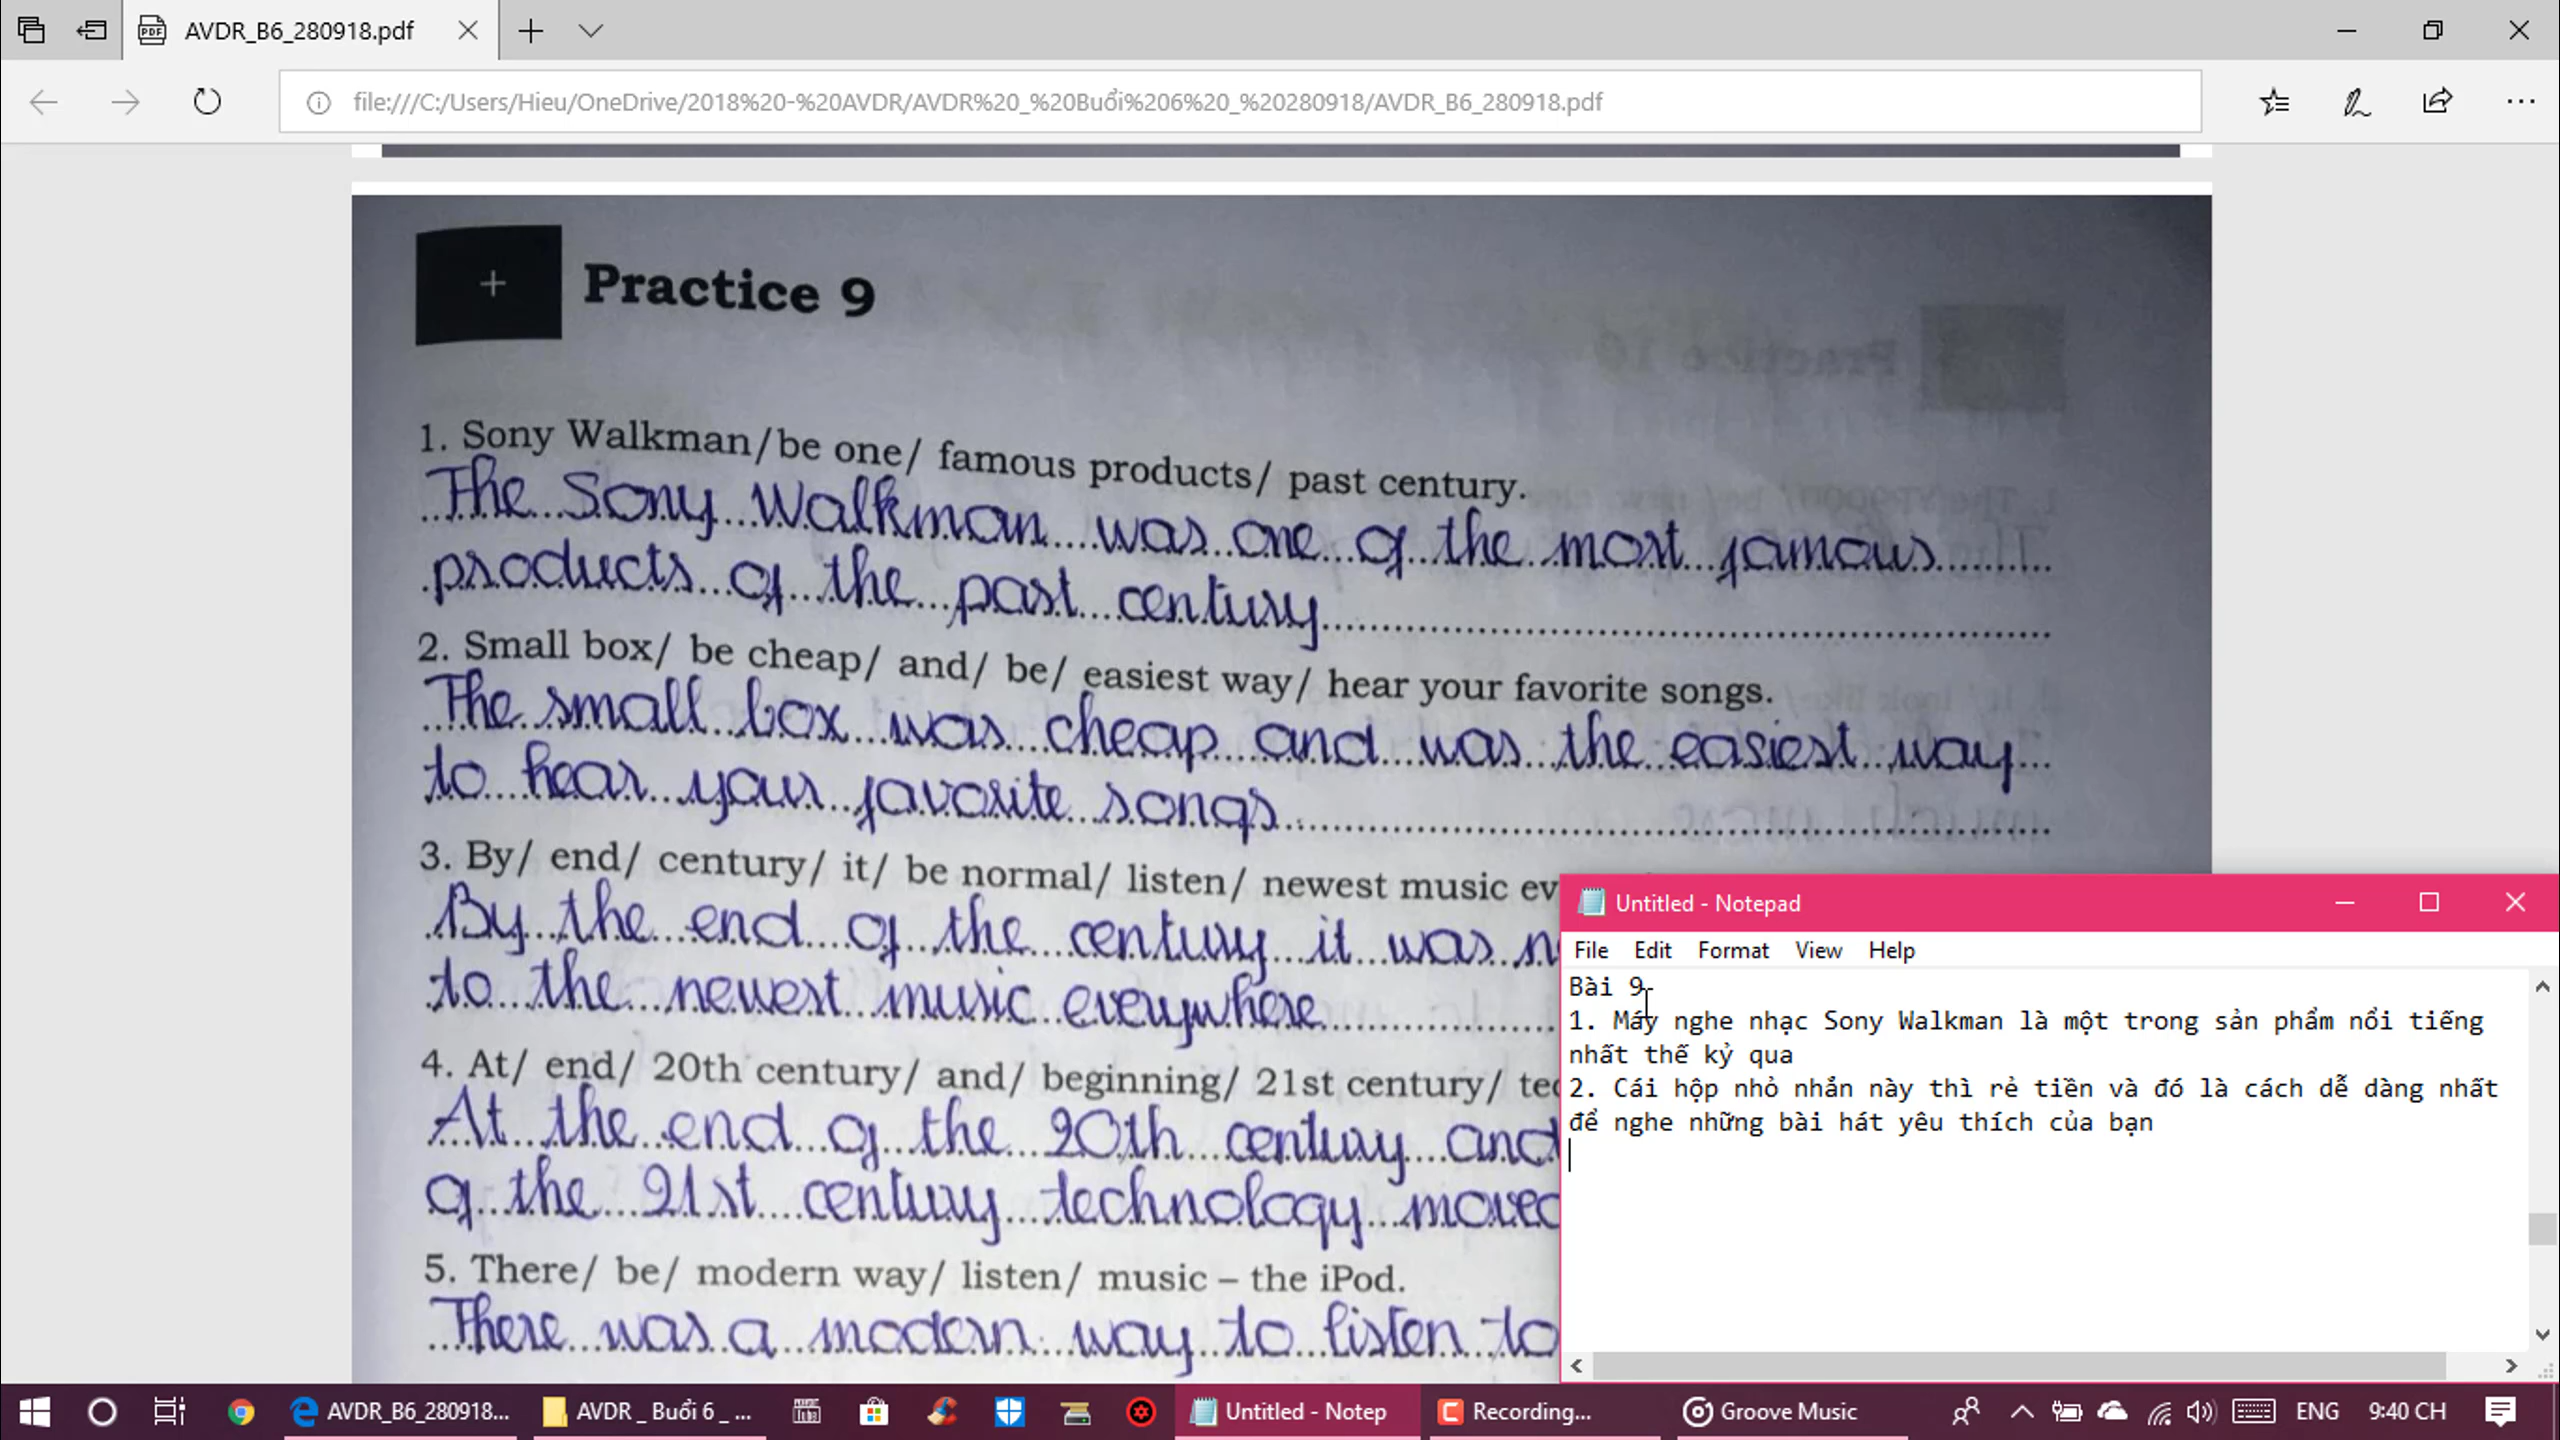 AVDR_B6_280918.pdf
file:///C:/Users/Hieu/OneDrive/2018%20-%20AVDR/AVDR%20_%20Buổi%206%20_%20280918/AVDR_B6_280918.pdf
+ Practice 9
1. Sony Walkman/be one/ famous products/ past century.
The Sony Walkman was one of the most famous
products of the past century
2. Small box/ be cheap/ and/ be/ easiest way/ hear your favorite songs.
The small box was cheap and was the easiest way
to hear your favorite songs
3. By/ end/ century/ it/ be normal/ listen/ newest music ev
By the end of the century it was n
to the newest music everywhere
4. At/ end/ 20th century/ and/ beginning/ 21st century/ tec
At the end of the 20th century and
of the 21st century technology moved
5. There/ be/ modern way/ listen/ music – the iPod.
There was a modern way to listen to
Untitled - Notepad
File Edit Format View Help
Bài 9-
1. Máy nghe nhạc Sony Walkman là một trong sản phẩm nổi tiếng
nhất thế kỷ qua
2. Cái hộp nhỏ nhắn này thì rẻ tiền và đó là cách dễ dàng nhất
để nghe những bài hát yêu thích của bạn
AVDR_B6_280918... AVDR _ Buổi 6 _ ... Untitled - Notep Recording... Groove Music ENG 9:40 CH